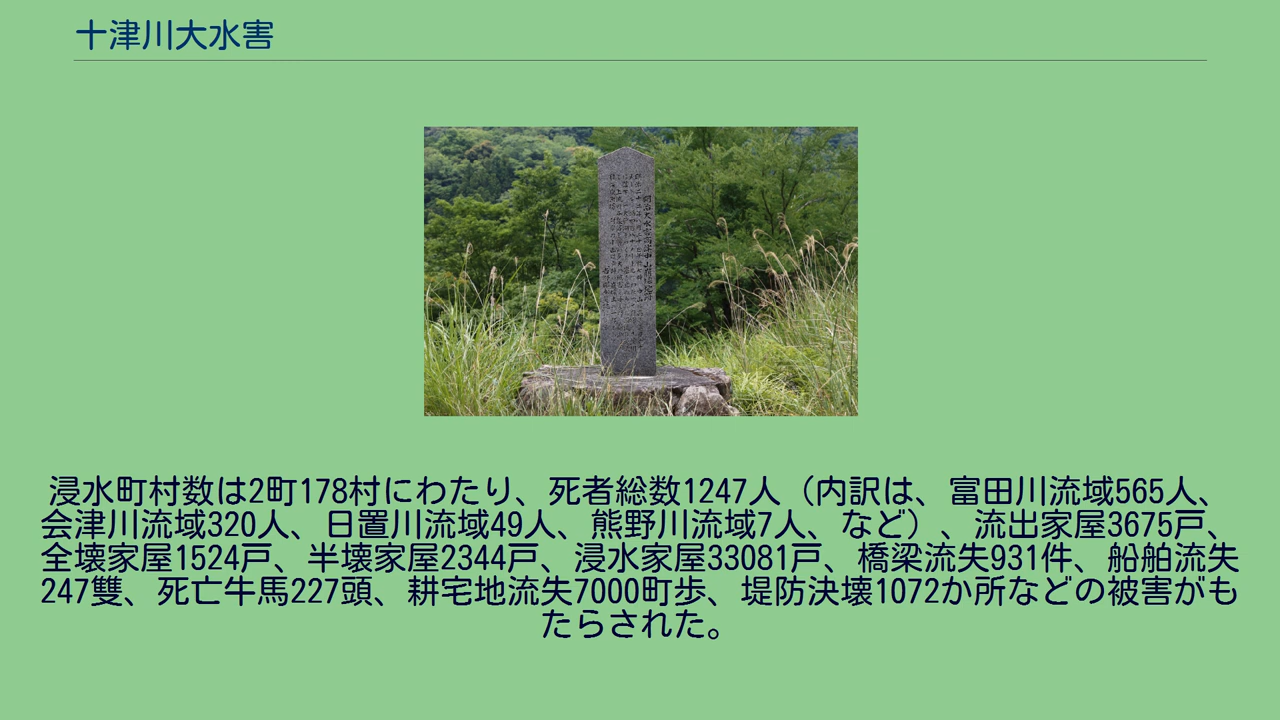 十津川大水害
浸水町村数は2町178村にわたり、死者総数1247人（内訳は、富田川流域565人、
会津川流域320人、日置川流域49人、熊野川流域7人、など）、流出家屋3675戸、
全壊家屋1524戸、半壊家屋2344戸、浸水家屋33081戸、橋梁流失931件、船舶流失
247雙、死亡牛馬227頭、耕宅地流失7000町歩、堤防決壊1072か所などの被害がも
たらされた。